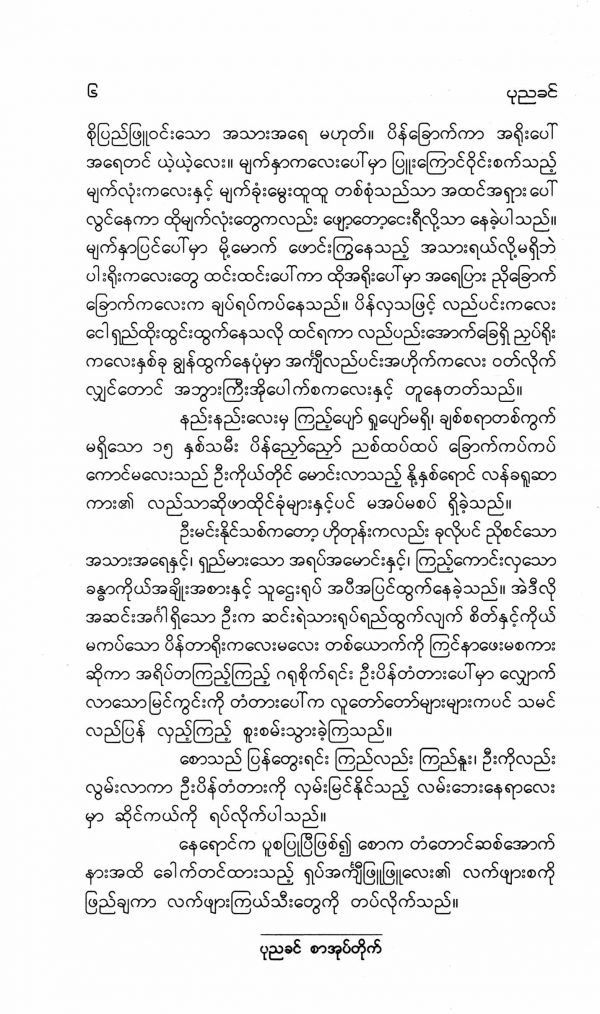 ၆ ပုညခင်
စိုပြည်ဖြူဝင်းသော အသားအရေ မဟုတ်။ ပိန်ခြောက်ကာ အရိုးပေါ်
အရေတင် ယဲ့ယဲ့လေး။ မျက်နှာကလေးပေါ်မှာ ပြူးကြောင်ဝိုင်းစက်သည့်
မျက်လုံးကလေးနှင့် မျက်ခုံးမွေးထူထူ တစ်စုံသည်သာ အထင်အရှားပေါ်
လွင်နေကာ ထိုမျက်လုံးတွေကလည်း ဖျော့တော့ငေးရီလို့သာ နေခဲ့ပါသည်။
မျက်နှာပြင်ပေါ်မှာ မို့မောက် ဖောင်းကြွနေသည့် အသားရယ်လို့မရှိဘဲ
ပါးရိုးကလေးတွေ ထင်းထင်းပေါ်ကာ ထိုအရိုးပေါ်မှာ အရေပြား ညိုခြောက်
ခြောက်ကလေးက ချပ်ရပ်ကပ်နေသည်။ ပိန်လှသဖြင့် လည်ပင်းကလေး
ငေါရှည်ထိုးထွင်းထွက်နေသလို ထင်ရကာ လည်ပည်းအောက်ခြေရှိ ညှပ်ရိုး
ကလေးနှစ်ခု ချွန်ထွက်နေပုံမှာ အင်္ကျီလည်ပင်းအဟိုက်ကလေး ဝတ်လိုက်
လျှင်တောင် အဘွားကြီးအိုပေါက်စကလေးနှင့် တူနေတတ်သည်။
နည်းနည်းလေးမှ ကြည့်ပျော် ရှုပျော်မရှိ၊ ချစ်စရာတစ်ကွက်
မရှိသော ၁၅ နှစ်သမီး ပိန်ညှော်ညှော် ညစ်ထပ်ထပ် ခြောက်ကပ်ကပ်
ကောင်မလေးသည် ဦးကိုယ်တိုင် မောင်းလာသည့် နို့နှစ်ရောင် လန်ခရူဆာ
ကား၏ လည်သာဆိုဖာထိုင်ခုံများနှင့်ပင် မအပ်မစပ် ရှိခဲ့သည်။
ဦးမင်းနိုင်သစ်ကတော့ ဟိုတုန်းကလည်း ခုလိုပင် ညိုစင်သော
အသားအရေနှင့်၊ ရှည်မားသော အရပ်အမောင်းနှင့်၊ ကြည့်ကောင်းလှသော
ခန္ဓာကိုယ်အချိုးအစားနှင့် သူဌေးရုပ် အပီအပြင်ထွက်နေခဲ့သည်။ အဲဒီလို
အဆင်းအင်္ဂါရှိသော ဦးက ဆင်းရဲသားရုပ်ရည်ထွက်လျက် စိတ်နှင့်ကိုယ်
မကပ်သော ပိန်တာရိုးကလေးမလေး တစ်ယောက်ကို ကြင်နာဖေးမစကား
ဆိုကာ အရိပ်တကြည့်ကြည့် ဂရုစိုက်ရင်း ဦးပိန်တံတားပေါ်မှာ လျှောက်
လာသောမြင်ကွင်းကို တံတားပေါ်က လူတော်တော်များများကပင် သမင်
လည်ပြန် လှည့်ကြည့် စူးစမ်းသွားခဲ့ကြသည်။
စောသည် ပြန်တွေးရင်း ကြည်လည်း ကြည်နူး၊ ဦးကိုလည်း
လွမ်းလာကာ ဦးပိန်တံတားကို လှမ်းမြင်နိုင်သည့် လမ်းဘေးနေရာလေး
မှာ ဆိုင်ကယ်ကို ရပ်လိုက်ပါသည်။
နေရောင်က ပူစပြုပြီဖြစ်၍ စောက တံတောင်ဆစ်အောက်
နားအထိ ခေါက်တင်ထားသည့် ရှပ်အင်္ကျီဖြူဖြူလေး၏ လက်ဖျားစကို
ဖြည်ချကာ လက်ဖျားကြယ်သီးတွေကို တပ်လိုက်သည်။
ပုညခင် စာအုပ်တိုက်